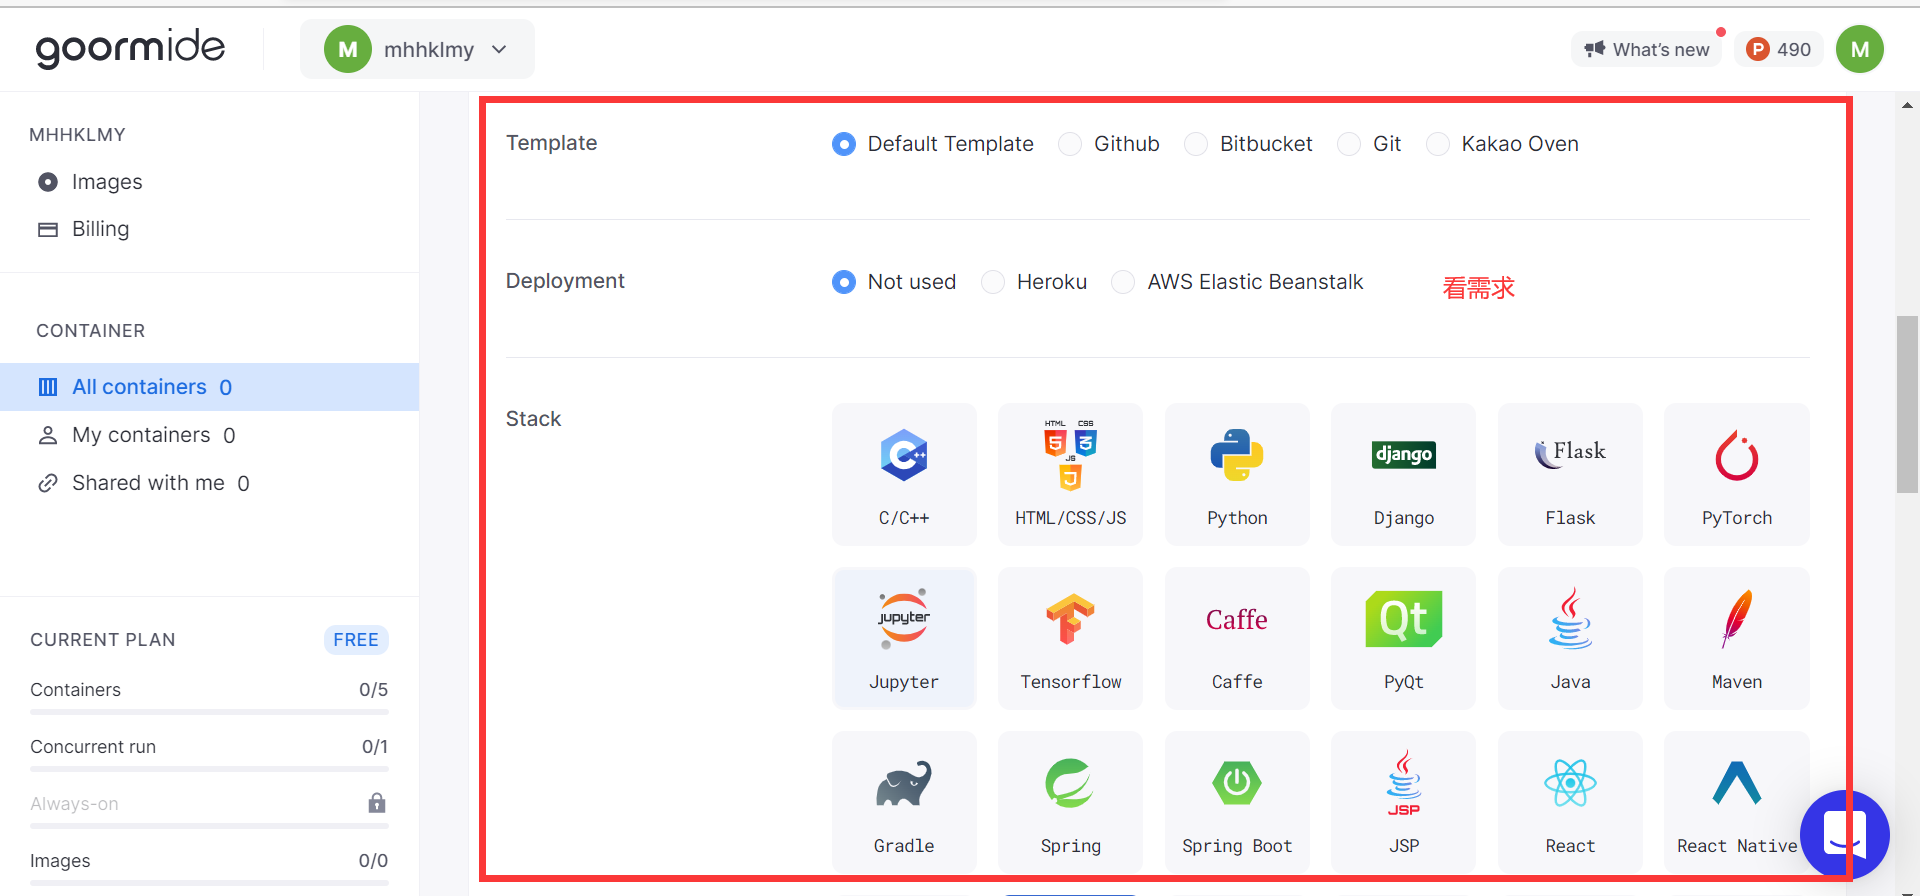 goormide
M mhhklmy
What's new
P 490
M
MHHKLMY
Images
Billing
CONTAINER
All containers 0
My containers 0
Shared with me 0
CURRENT PLAN FREE
Containers 0/5
Concurrent run 0/1
Always-on
Images 0/0
Template
Default Template Github Bitbucket Git Kakao Oven
Deployment
Not used Heroku AWS Elastic Beanstalk
看需求
Stack
C ++
HTML CSS
5 3
JS
J
django
Flask
C/C++ HTML/CSS/JS Python Django Flask PyTorch
jupyter
Caffe
Qt
Jupyter Tensorflow Caffe PyQt Java Maven
JSP
Gradle Spring Spring Boot JSP React React Native